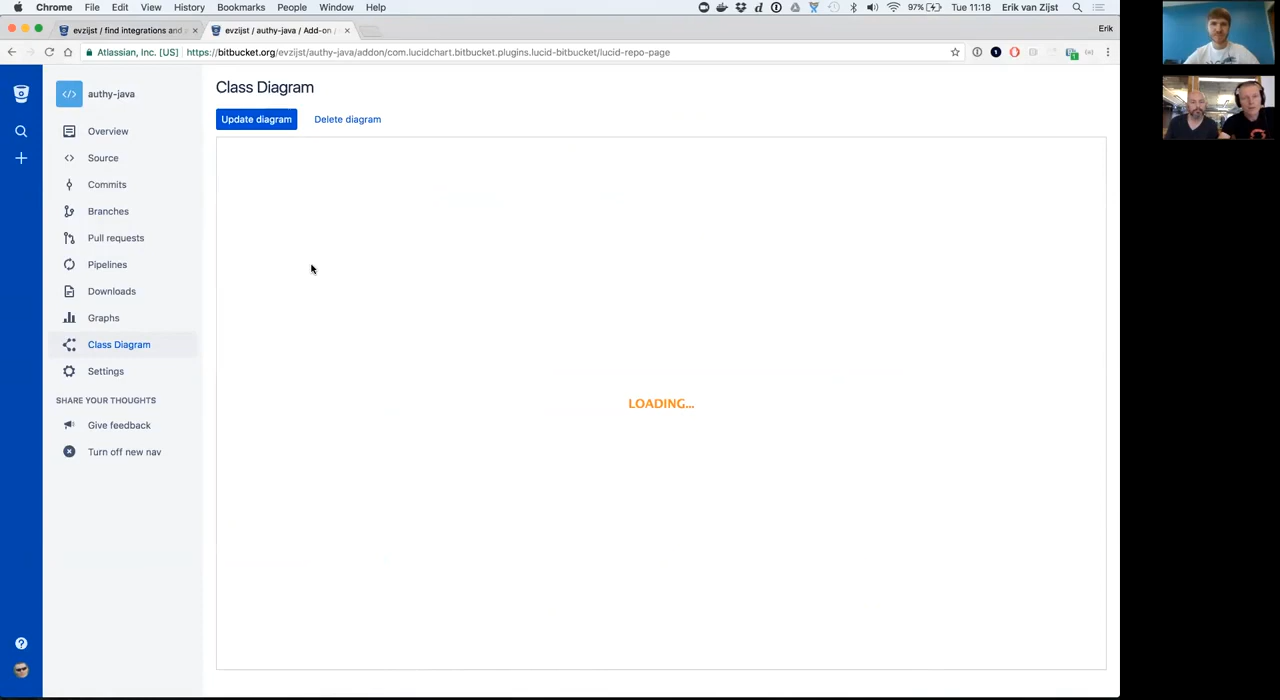 Chrome File Edit View History Bookmarks People Window Help 97% Tue 11:18 Erik van Zijst
evzijst / find integrations and
evzijst / authy-java / Add-on
Erik
Atlassian, Inc. [US] https://bitbucket.org/evzijst/authy-java/addon/com.lucidchart.bitbucket.plugins.lucid-bitbucket/lucid-repo-page
authy-java
Overview
Source
Commits
Branches
Pull requests
Pipelines
Downloads
Graphs
Class Diagram
Settings
SHARE YOUR THOUGHTS
Give feedback
Turn off new nav
Class Diagram
Update diagram Delete diagram
LOADING...